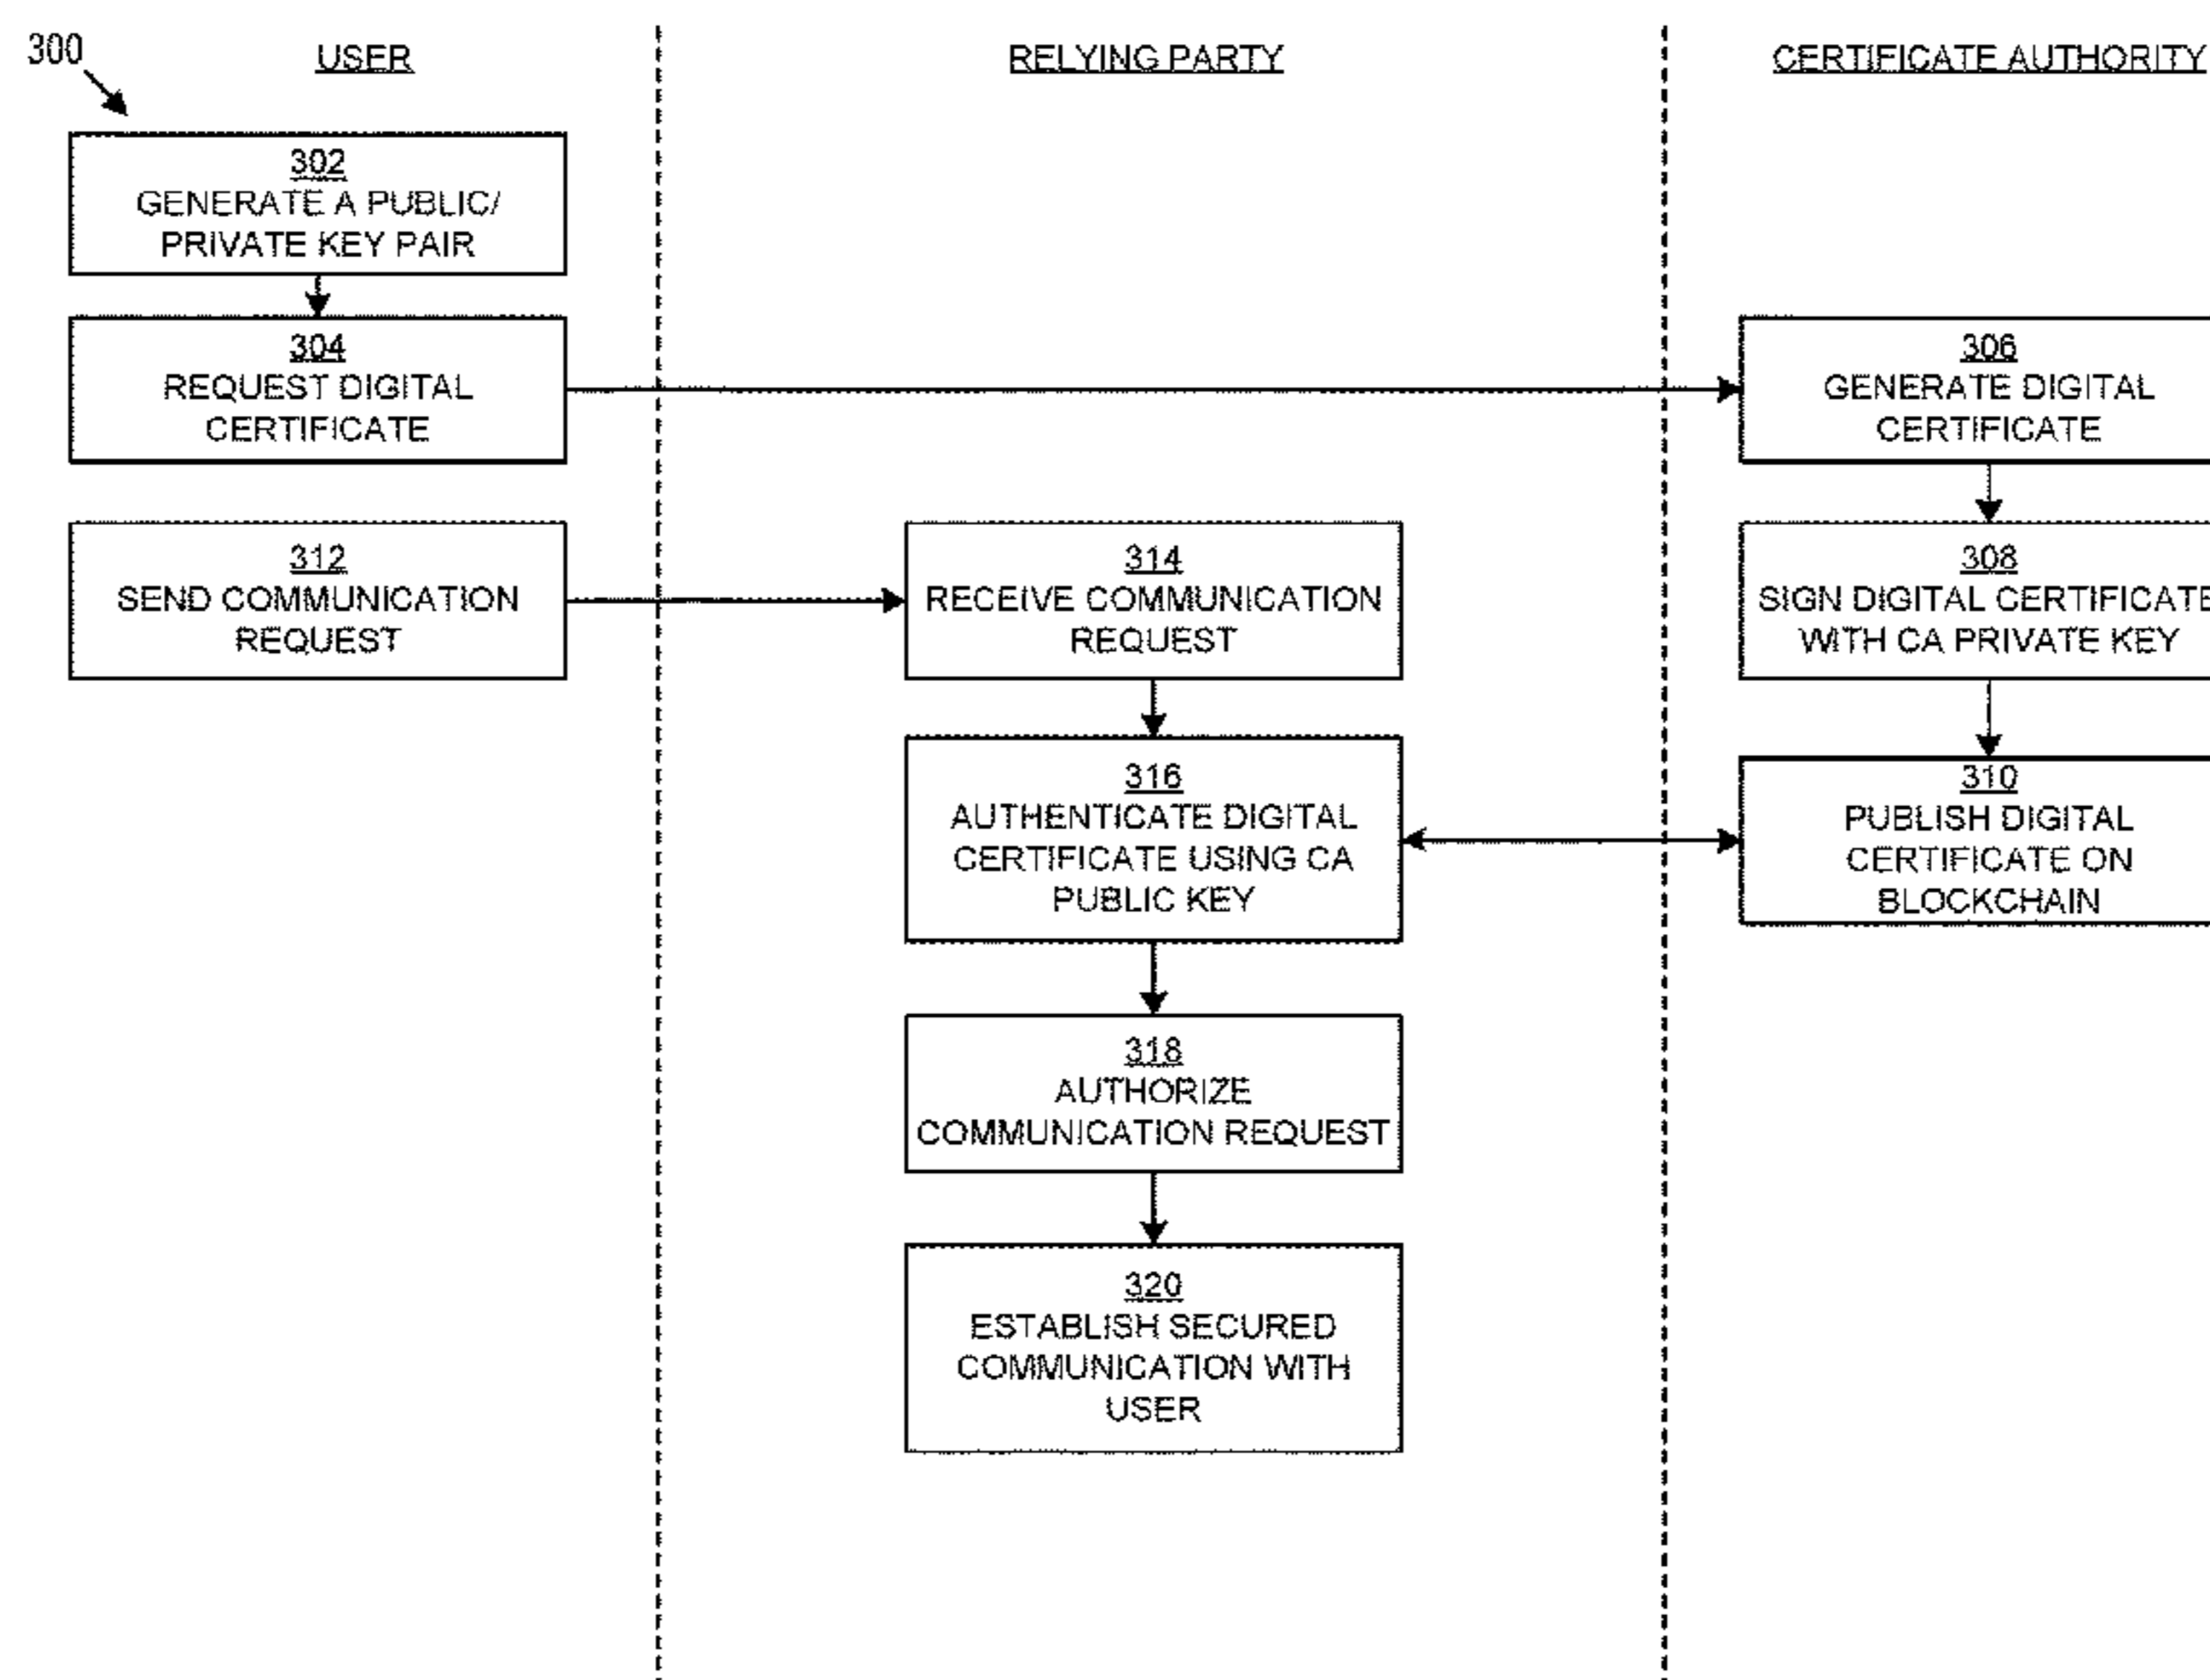 300
USER
RELYING PARTY
CERTIFICATE AUTHORITY
302
GENERATE A PUBLIC/
PRIVATE KEY PAIR
304
REQUEST DIGITAL
CERTIFICATE
306
GENERATE DIGITAL
CERTIFICATE
312
SEND COMMUNICATION
REQUEST
314
RECEIVE COMMUNICATION
REQUEST
308
SIGN DIGITAL CERTIFICATE
WITH CA PRIVATE KEY
316
AUTHENTICATE DIGITAL
CERTIFICATE USING CA
PUBLIC KEY
310
PUBLISH DIGITAL
CERTIFICATE ON
BLOCKCHAIN
318
AUTHORIZE
COMMUNICATION REQUEST
320
ESTABLISH SECURED
COMMUNICATION WITH
USER